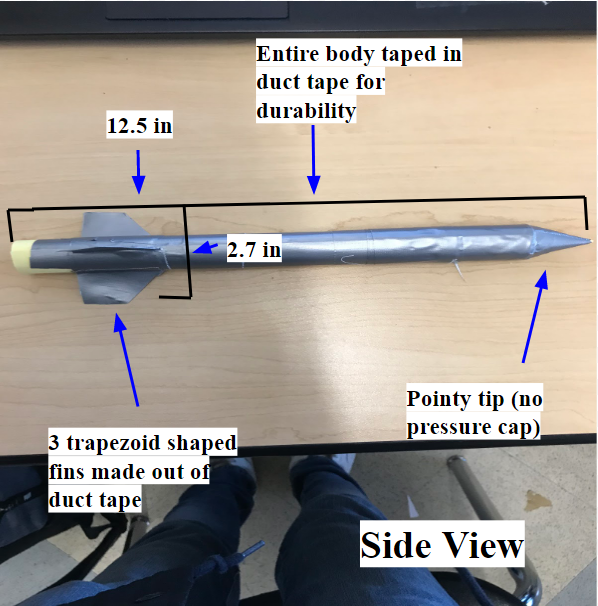 Entire body taped in
duct tape for
durability
12.5 in
2.7 in
Pointy tip (no
pressure cap)
3 trapezoid shaped
fins made out of
duct tape
Side View